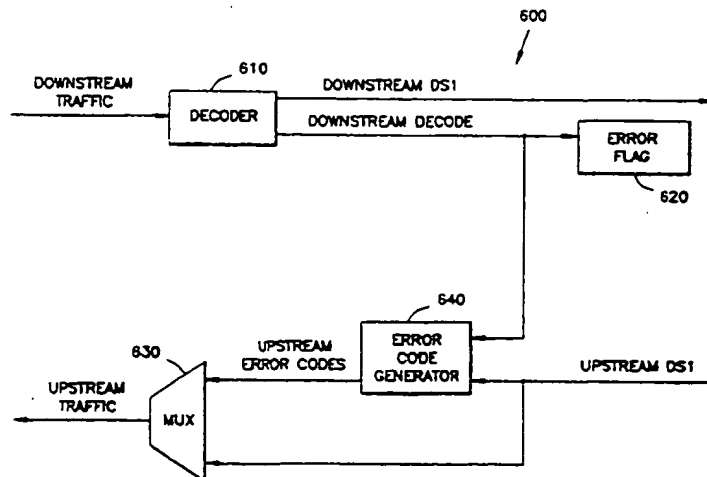 600
610
DOWNSTREAM
TRAFFIC
DECODER
DOWNSTREAM DS1
DOWNSTREAM DECODE
ERROR
FLAG
620
640
630
UPSTREAM
ERROR CODES
ERROR
CODE
GENERATOR
UPSTREAM DS1
UPSTREAM
TRAFFIC
MUX